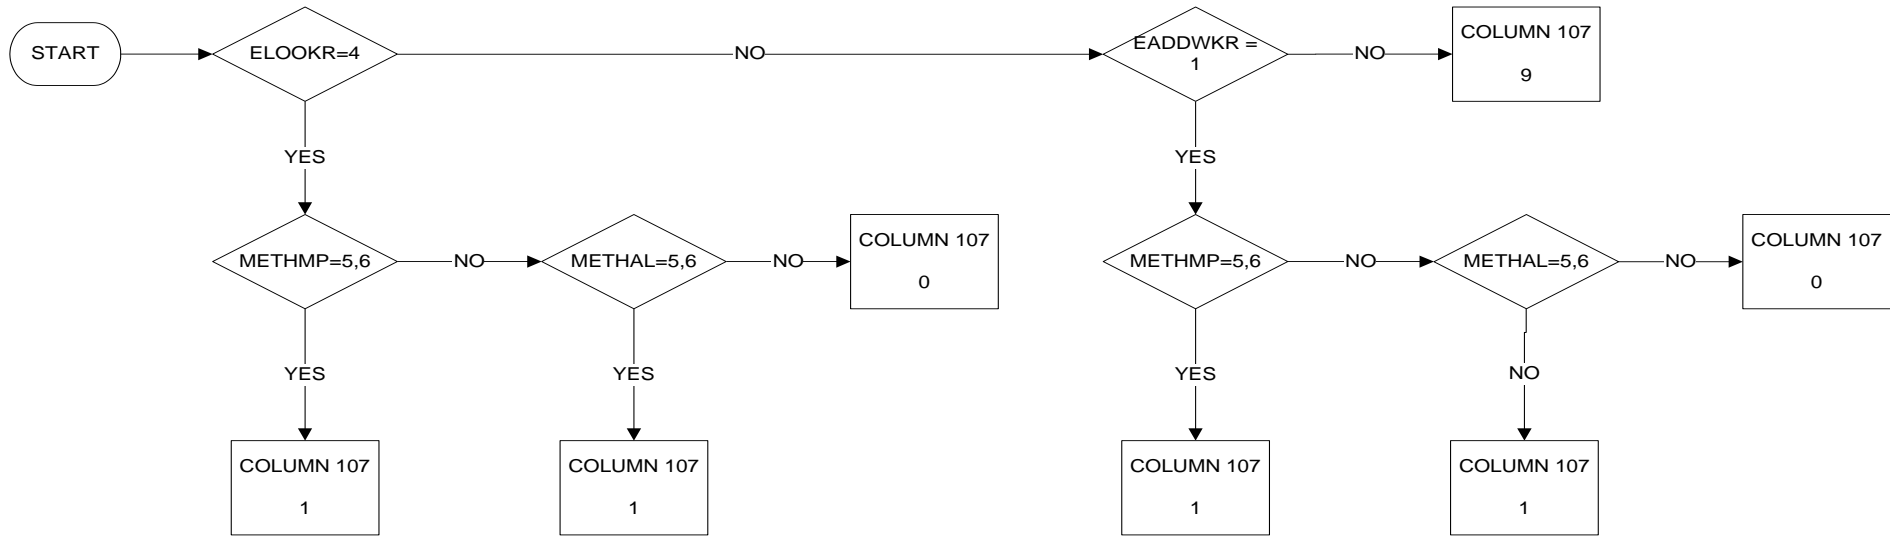 START
ELOOKR=4
NO
EADDWKR =
1
NO
COLUMN 107
9
YES
YES
METHMP=5,6
NO
METHAL=5,6
NO
COLUMN 107
0
METHMP=5,6
NO
METHAL=5,6
NO
COLUMN 107
0
YES
YES
YES
NO
COLUMN 107
1
COLUMN 107
1
COLUMN 107
1
COLUMN 107
1